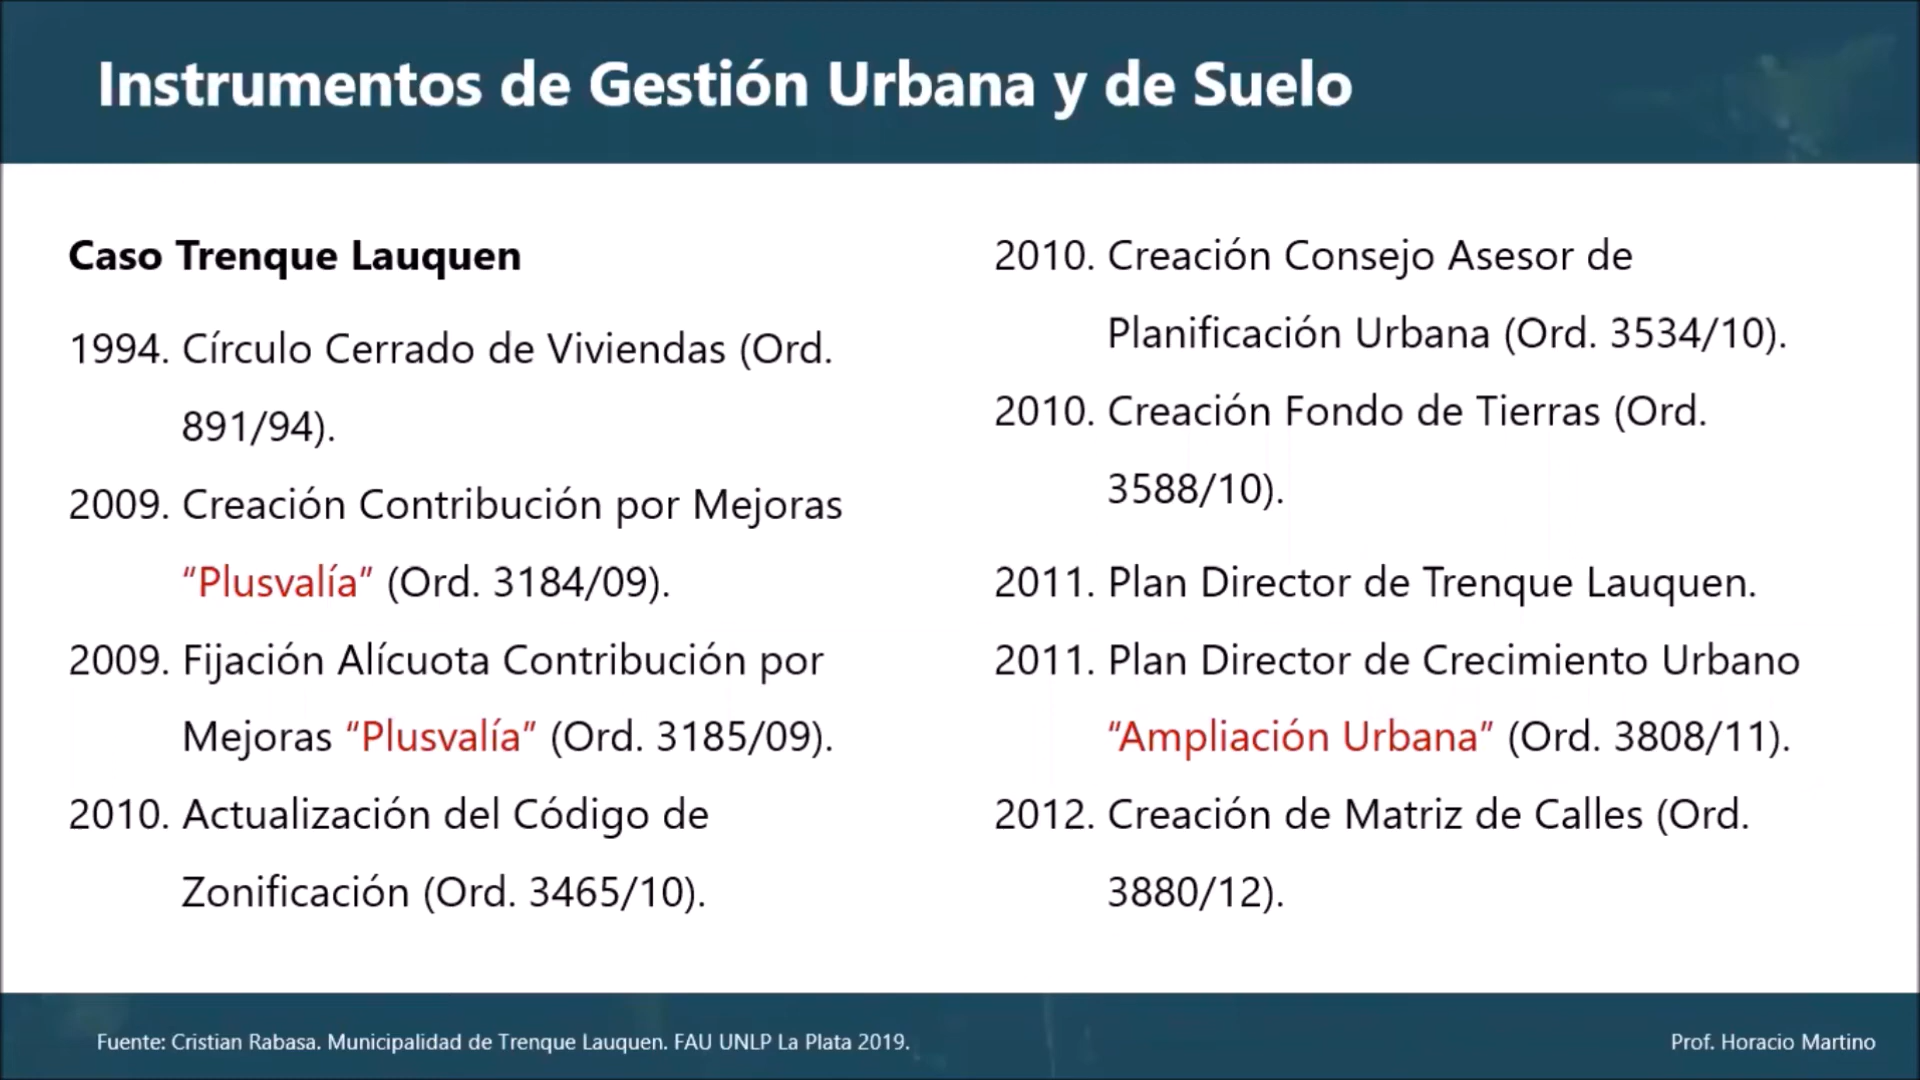 Instrumentos de Gestión Urbana y de Suelo
Caso Trenque Lauquen
1994. Círculo Cerrado de Viviendas (Ord.
891/94).
2009. Creación Contribución por Mejoras
“Plusvalía” (Ord. 3184/09).
2009. Fijación Alícuota Contribución por
Mejoras “Plusvalía” (Ord. 3185/09).
2010. Actualización del Código de
Zonificación (Ord. 3465/10).
2010. Creación Consejo Asesor de
Planificación Urbana (Ord. 3534/10).
2010. Creación Fondo de Tierras (Ord.
3588/10).
2011. Plan Director de Trenque Lauquen.
2011. Plan Director de Crecimiento Urbano
“Ampliación Urbana” (Ord. 3808/11).
2012. Creación de Matriz de Calles (Ord.
3880/12).
Fuente: Cristian Rabasa. Municipalidad de Trenque Lauquen. FAU UNLP La Plata 2019.
Prof. Horacio Martino